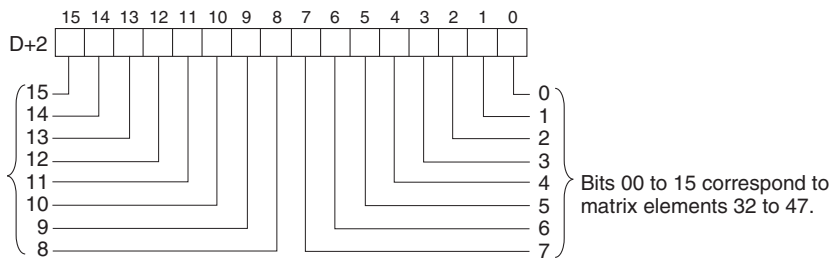 15 14 13 12 11 10 9 8 7 6 5 4 3 2 1 0
D+2
15 0
14 1
13 2
12 3
11 4
10 5
9 6
8 7
Bits 00 to 15 correspond to
matrix elements 32 to 47.